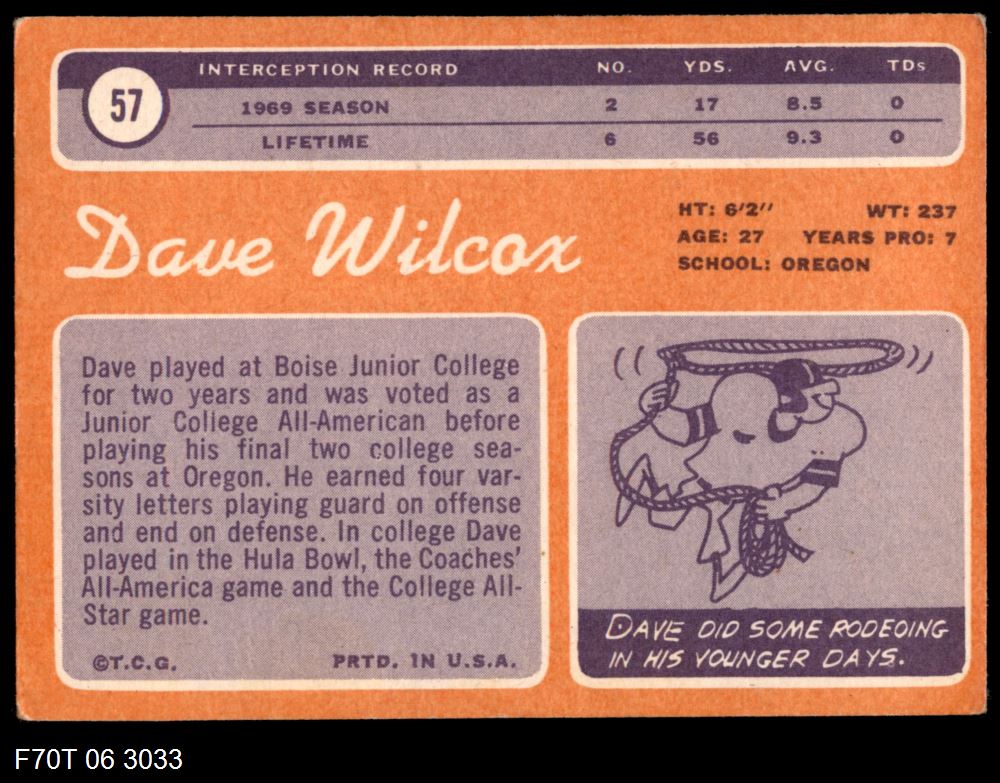 57
INTERCEPTION RECORD NO. YDS. AVG. TDs
1969 SEASON 2 17 8.5 0
LIFETIME 6 56 9.3 0
Dave Wilcox
HT: 6'2" WT: 237
AGE: 27 YEARS PRO: 7
SCHOOL: OREGON
Dave played at Boise Junior College
for two years and was voted as a
Junior College All-American before
playing his final two college sea-
sons at Oregon. He earned four var-
sity letters playing guard on offense
and end on defense. In college Dave
played in the Hula Bowl, the Coaches'
All-America game and the College All-
Star game.
©T.C.G. PRTD. IN U.S.A.
DAVE DID SOME RODEOING
IN HIS YOUNGER DAYS.
F70T 06 3033